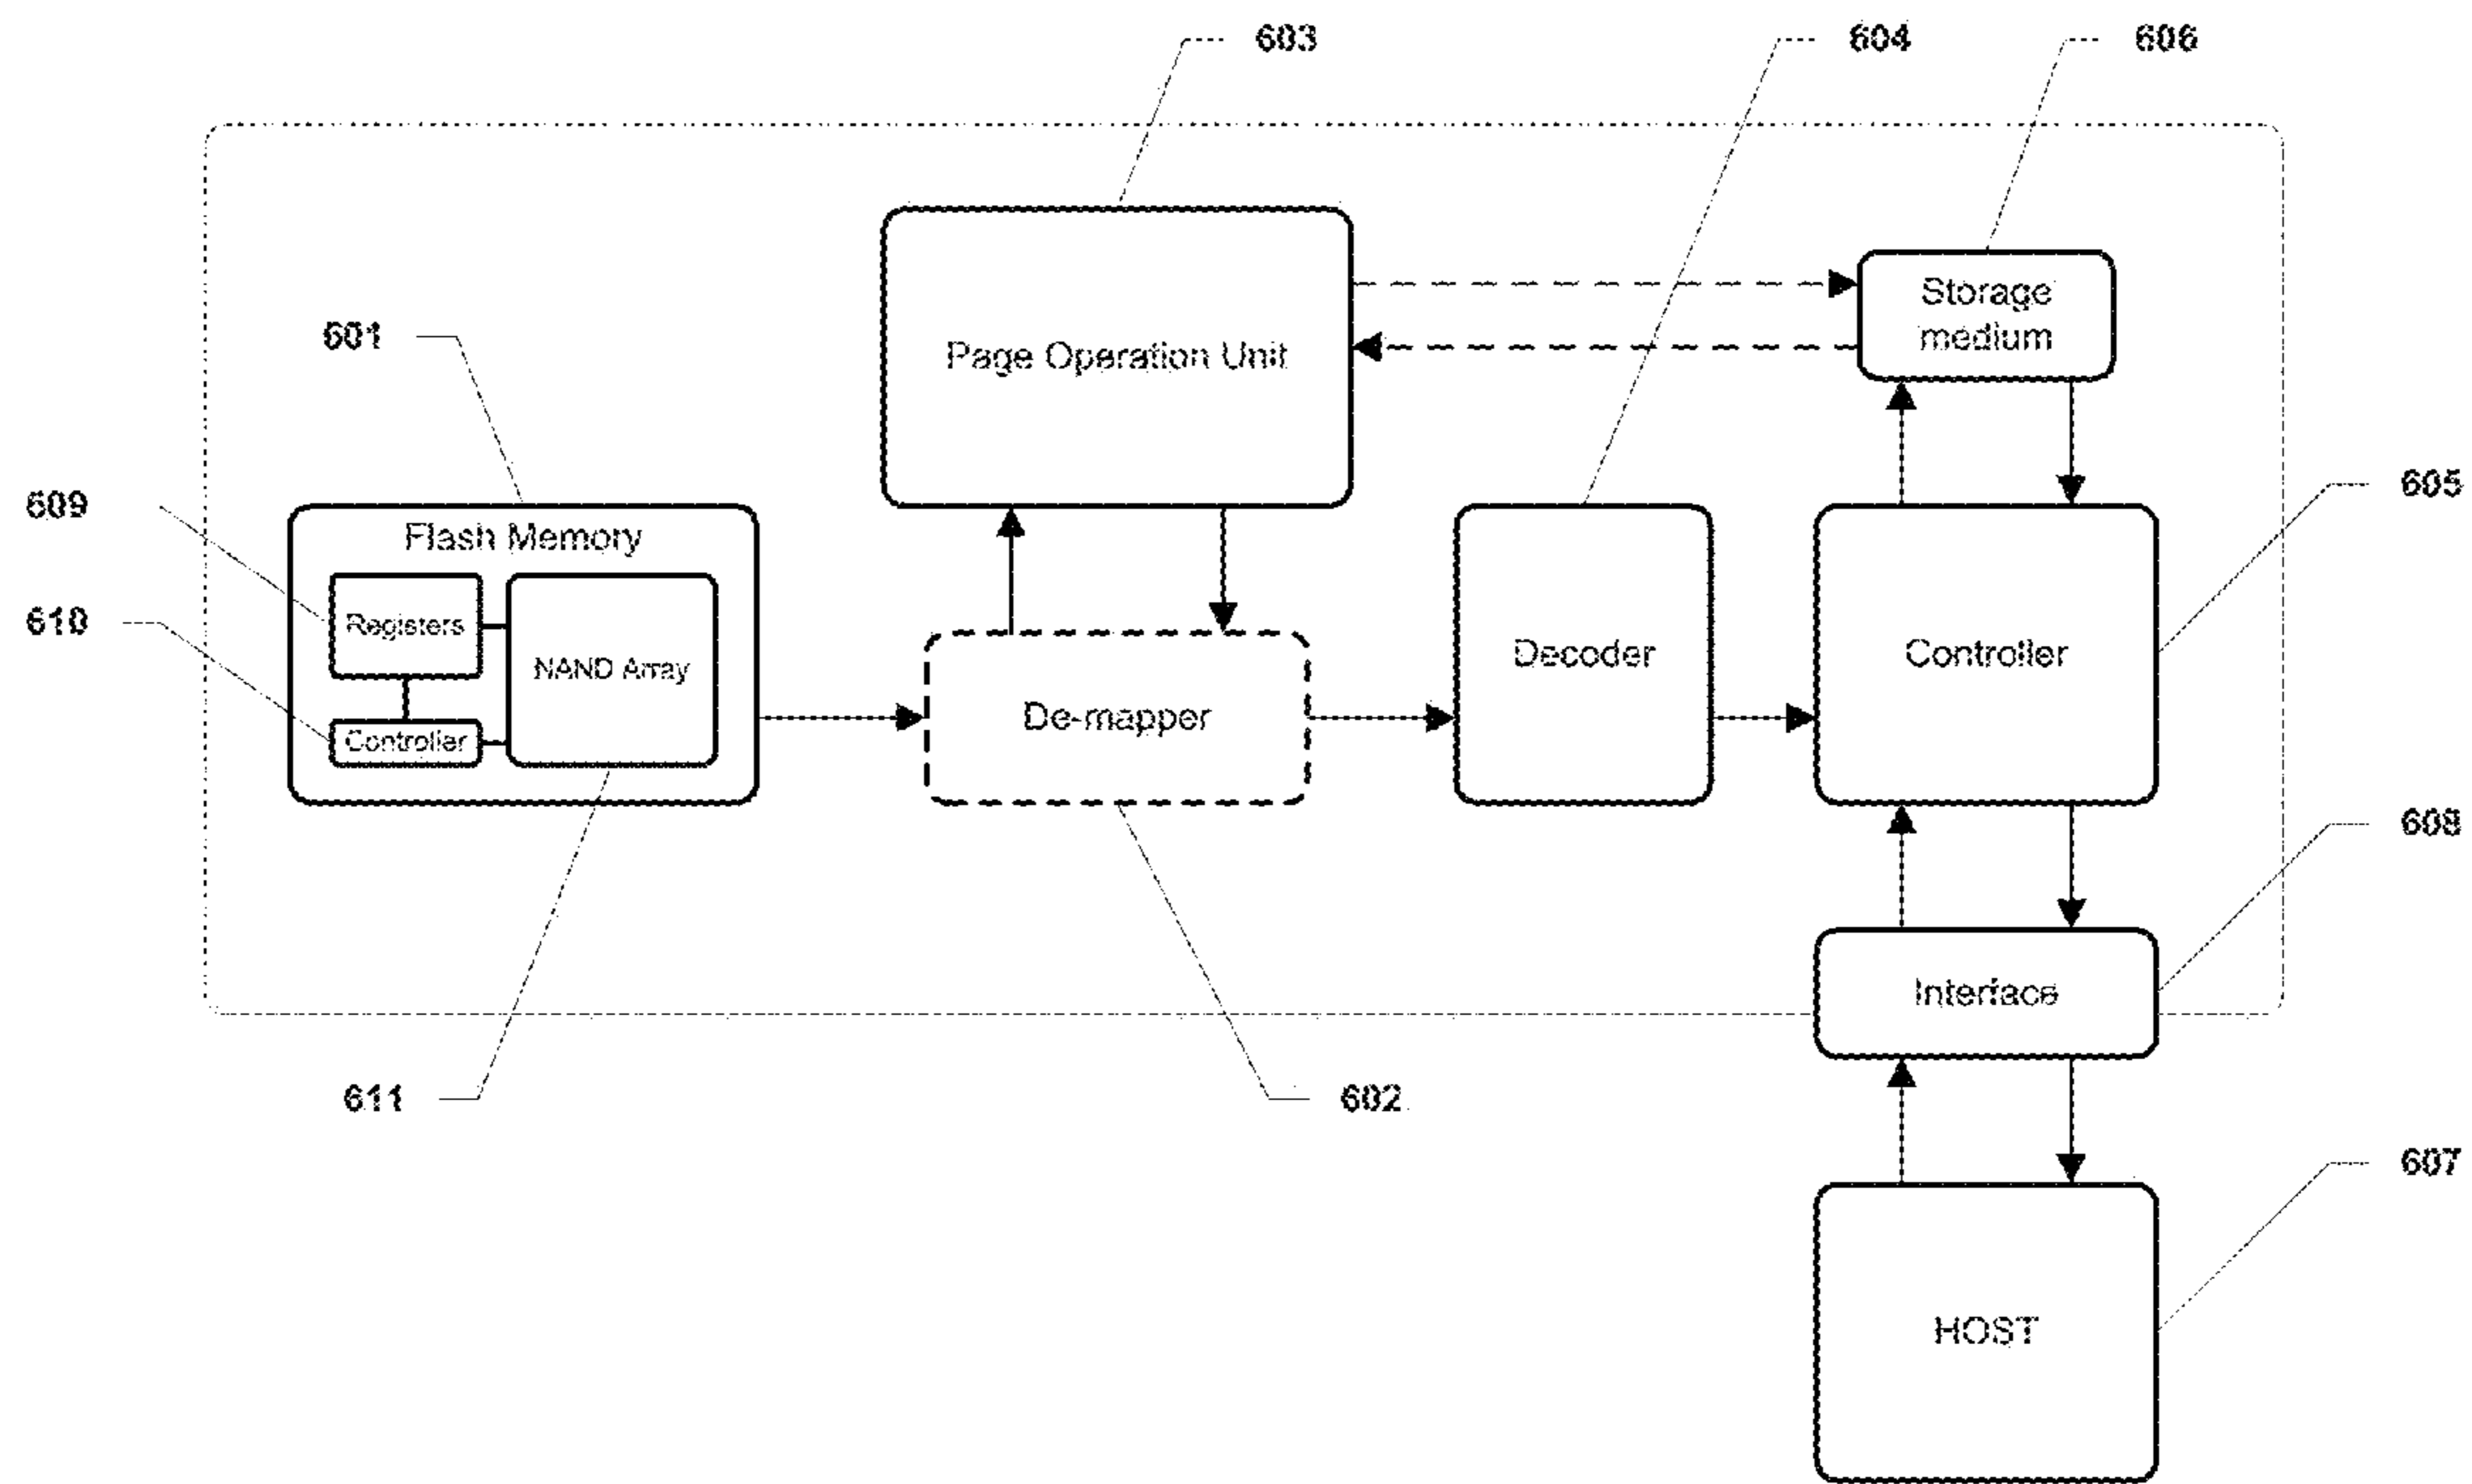 603
604
606
Storage
medium
601
Page Operation Unit
609
605
Flash Memory
610
Registers
NAND Array
Decoder
Controller
De-mapper
Controller
608
Interface
611
602
607
HOST